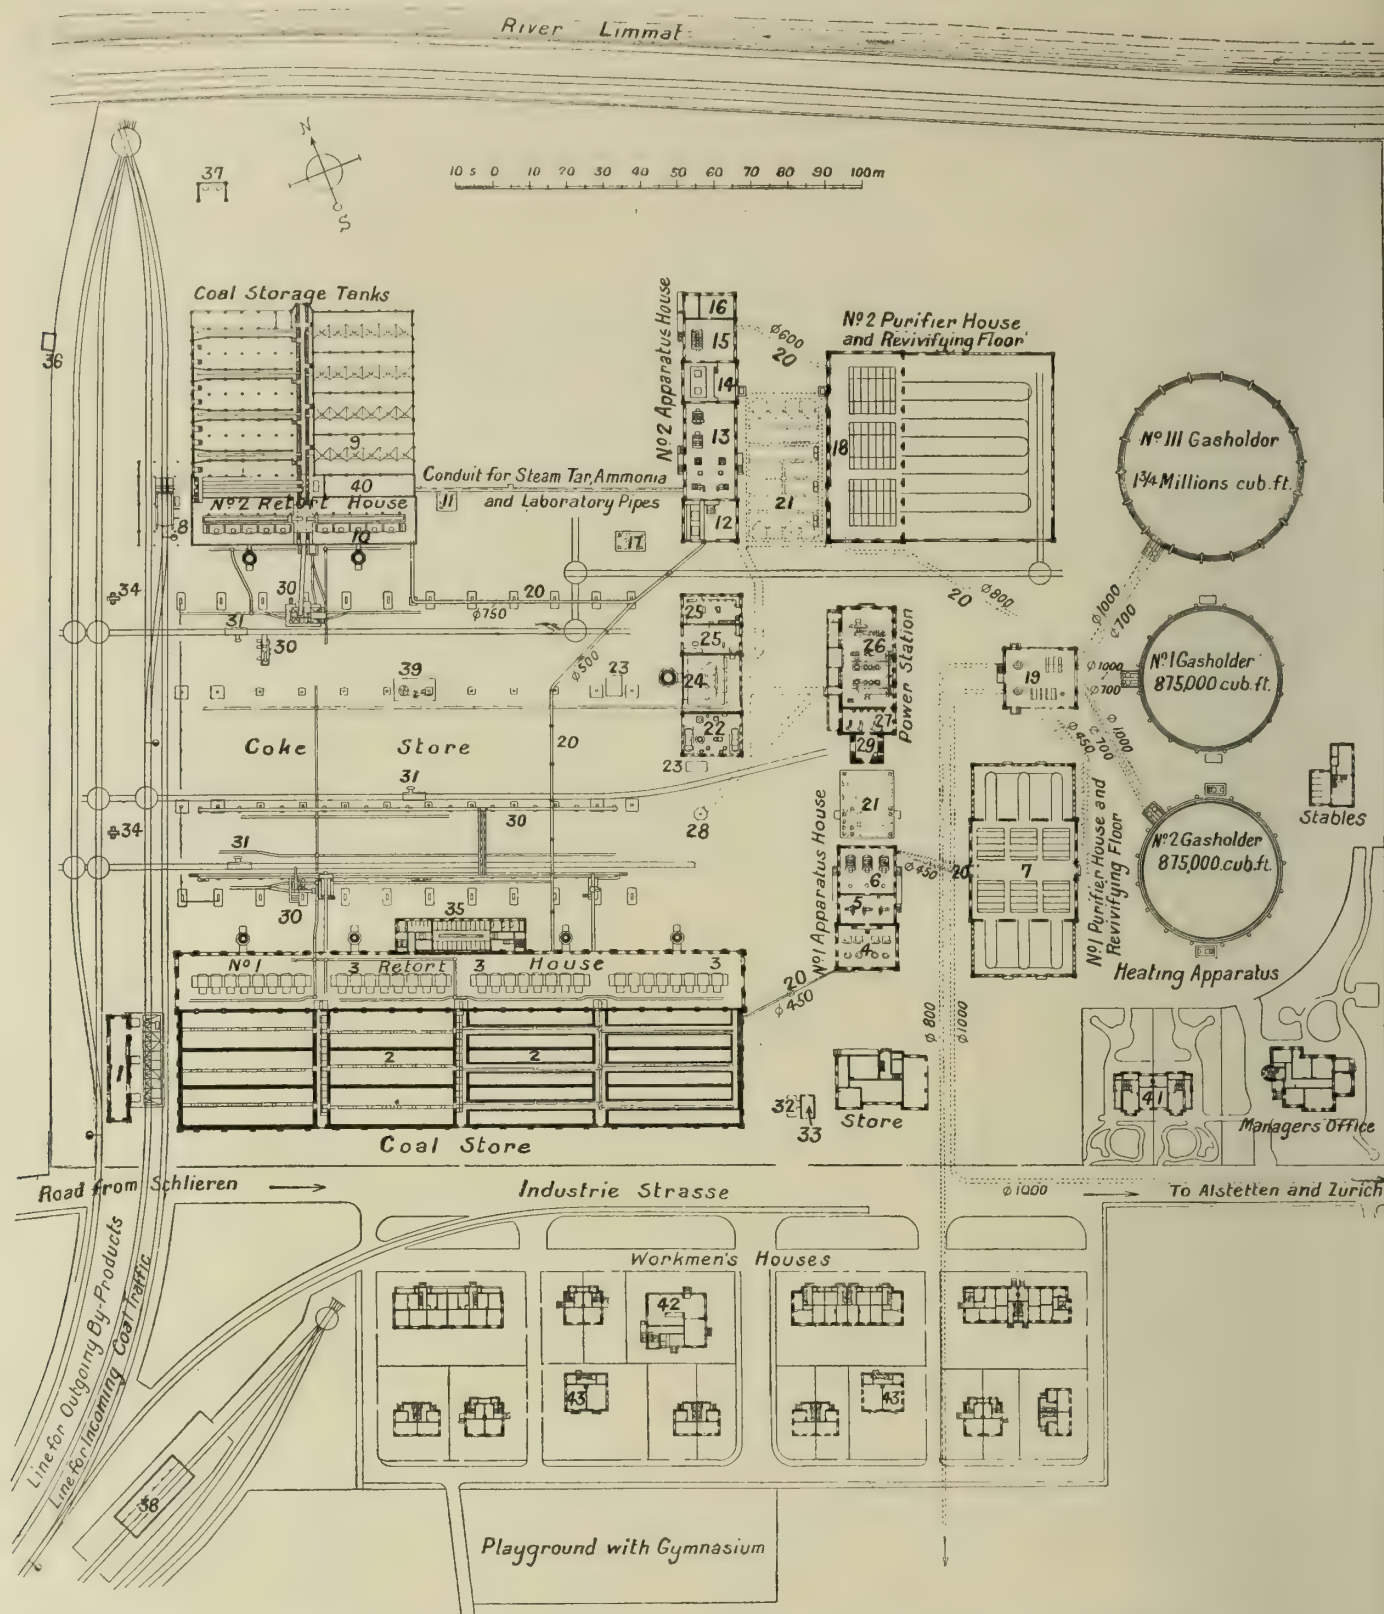 River Limmat
N
S
37
10 5 0 10 20 30 40 50 60 70 80 90 100m
Coal Storage Tanks
36
9
40
No 2 Retort House
10
8
Conduit for Steam Tar, Ammonia
and Laboratory Pipes
11
17
No 2 Apparatus House
16
15
14
13
12
ø600
20
21
No 2 Purifier House
and Revivifying Floor
18
No III Gasholdor
1¾ Millions cub. ft.
34
30
31
30
20
ø750
ø500
20
ø800
ø1000
ø700
25
25
24
22
23
26
27
29
Power Station
19
ø1000
ø700
No 1 Gasholder
875,000 cub. ft.
39
23
Coke Store
20
31
30
28
21
ø450
ø700
ø1000
Stables
34
31
30
35
No 1 Apparatus House
6
5
4
ø450
20
7
No 1 Purifier House and
Revivifying Floor
No 2 Gasholder
875,000 cub. ft.
Heating Apparatus
No 1 3 Retort 3 House 3
20
ø450
1
2
2
Coal Store
ø800
ø1000
32
33
Store
41
Managers Office
Road from Schlieren
Industrie Strasse
ø1000
To Alstetten and Zurich
Line for Outgoing By-Products
Line for Incoming Coal Traffic
Workmen's Houses
42
43
43
38
Playground with Gymnasium